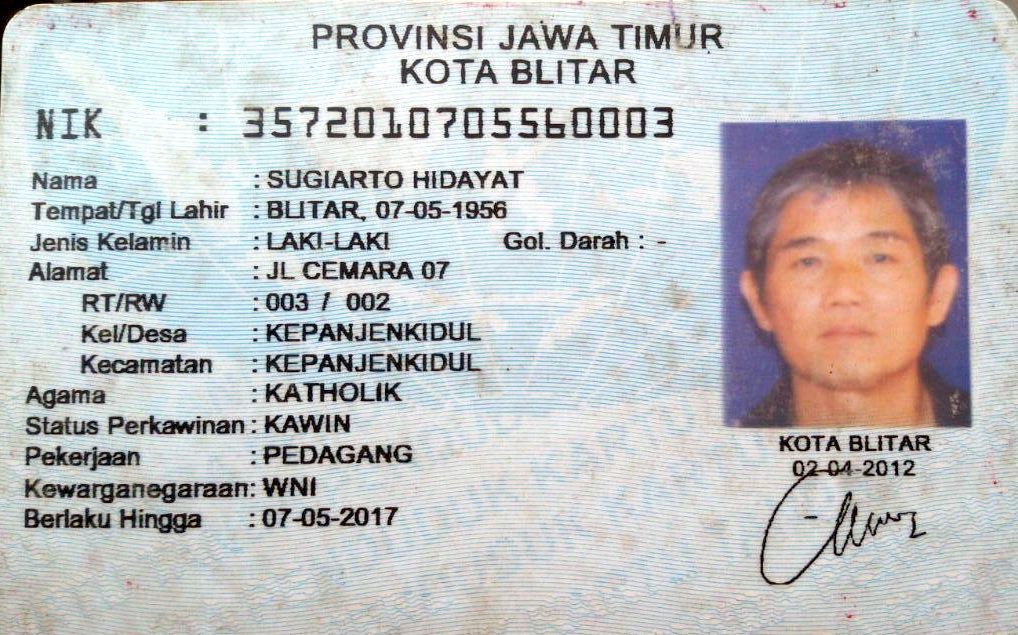 PROVINSI JAWA TIMUR
KOTA BLITAR
NIK : 3572010705560003
Nama : SUGIARTO HIDAYAT
Tempat/Tgl Lahir : BLITAR, 07-05-1956
Jenis Kelamin : LAKI-LAKI Gol. Darah : -
Alamat : JL CEMARA 07
RT/RW : 003 / 002
Kel/Desa : KEPANJENKIDUL
Kecamatan : KEPANJENKIDUL
Agama : KATHOLIK
Status Perkawinan : KAWIN
Pekerjaan : PEDAGANG
Kewarganegaraan: WNI
Berlaku Hingga : 07-05-2017
KOTA BLITAR
02-04-2012